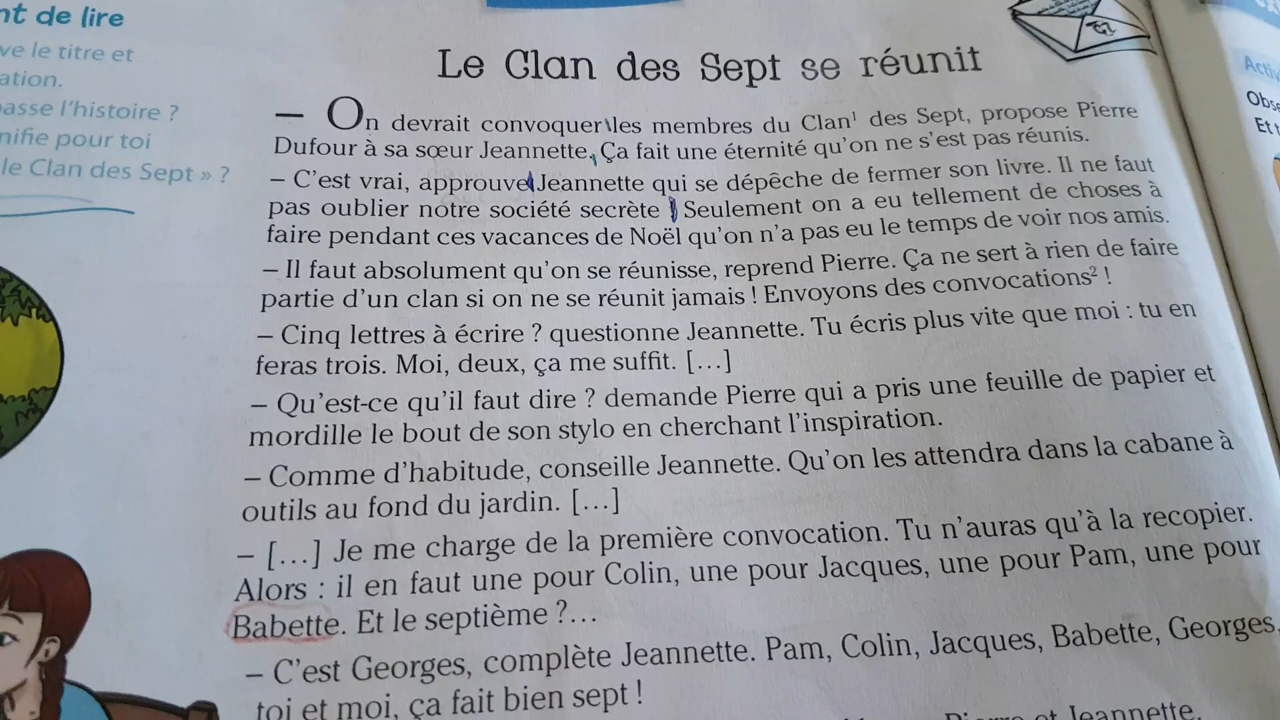 nt de lire
ve le titre et
ation.
asse l'histoire ?
nifie pour toi
le Clan des Sept » ?
Le Clan des Sept se réunit
– On devrait convoquer les membres du Clan¹ des Sept, propose Pierre
Dufour à sa sœur Jeannette. Ça fait une éternité qu'on ne s'est pas réunis.
– C'est vrai, approuve Jeannette qui se dépêche de fermer son livre. Il ne faut
pas oublier notre société secrète ! Seulement on a eu tellement de choses à
faire pendant ces vacances de Noël qu'on n'a pas eu le temps de voir nos amis.
– Il faut absolument qu'on se réunisse, reprend Pierre. Ça ne sert à rien de faire
partie d'un clan si on ne se réunit jamais ! Envoyons des convocations² !
– Cinq lettres à écrire ? questionne Jeannette. Tu écris plus vite que moi : tu en
feras trois. Moi, deux, ça me suffit. [...]
– Qu'est-ce qu'il faut dire ? demande Pierre qui a pris une feuille de papier et
mordille le bout de son stylo en cherchant l'inspiration.
– Comme d'habitude, conseille Jeannette. Qu'on les attendra dans la cabane à
outils au fond du jardin. [...]
– [...] Je me charge de la première convocation. Tu n'auras qu'à la recopier.
Alors : il en faut une pour Colin, une pour Jacques, une pour Pam, une pour
Babette. Et le septième ?...
– C'est Georges, complète Jeannette. Pam, Colin, Jacques, Babette, Georges,
toi et moi, ça fait bien sept !
Pierre et Jeannette.
Activ
Obse
Et r